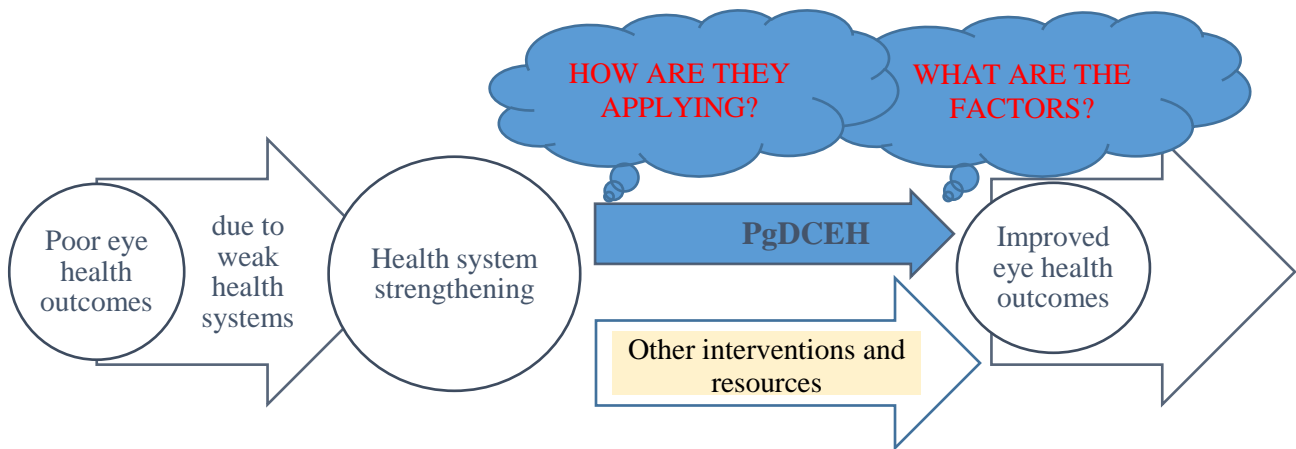 HOW ARE THEY
APPLYING?
WHAT ARE THE
FACTORS?
Poor eye
health
outcomes
due to
weak
health
systems
Health system
strengthening
PgDCEH
Improved
eye health
outcomes
Other interventions and
resources